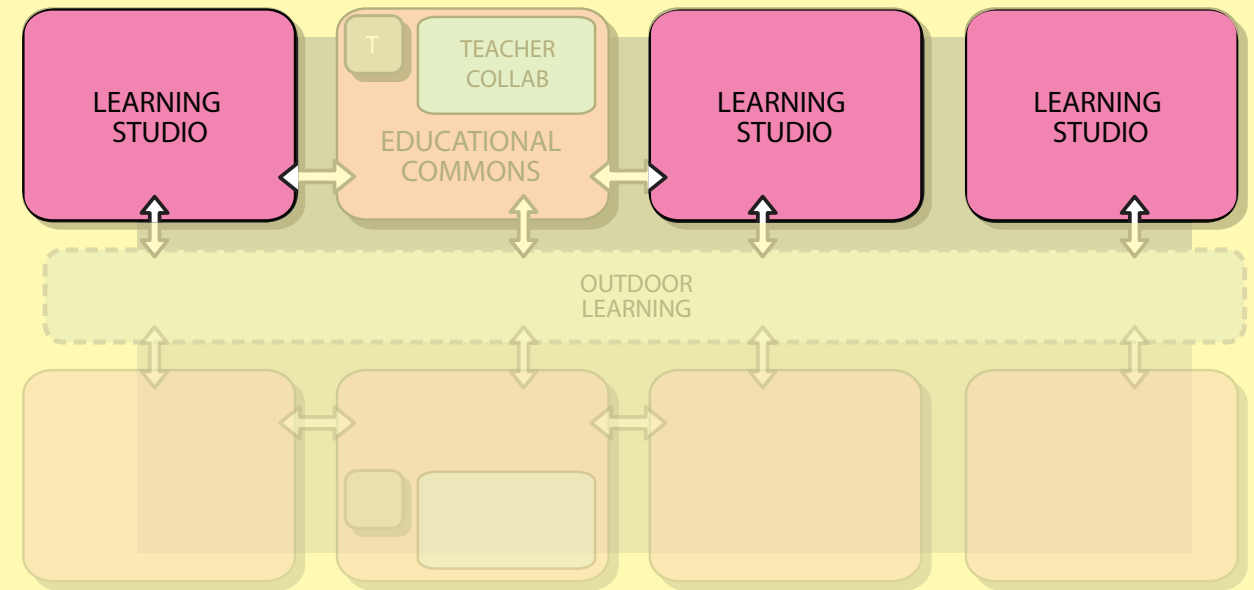 LEARNING
STUDIO
T
TEACHER
COLLAB
EDUCATIONAL
COMMONS
LEARNING
STUDIO
LEARNING
STUDIO
OUTDOOR
LEARNING